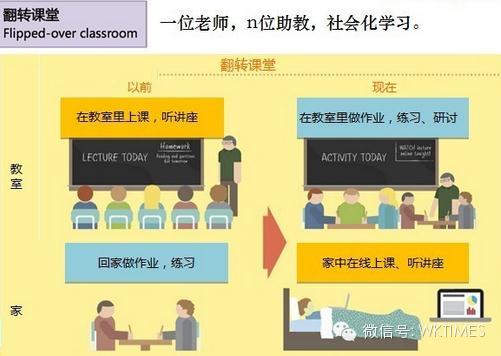 翻转课堂
Flipped-over classroom
一位老师，n位助教，社会化学习。
翻转课堂
以前
现在
在教室里上课，听讲座
在教室里做作业，练习、研讨
教室
LECTURE TODAY
Homework
Reading and questions
due tomorrow
ACTIVITY TODAY
WATCH lecture
online tonight!
回家做作业，练习
家中在线上课、听讲座
家
微信号: WKTIMES